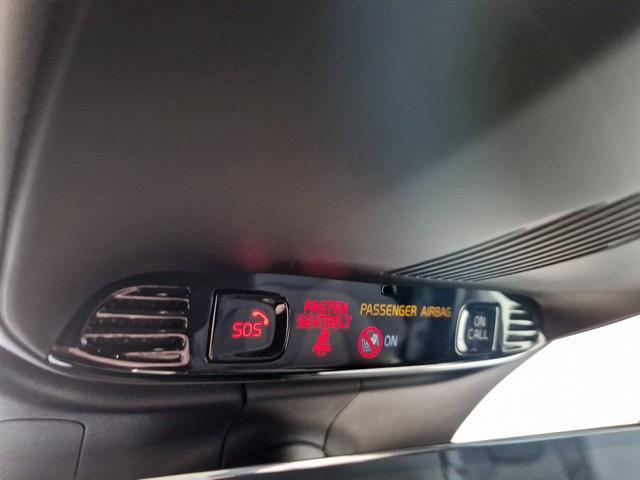 SOS
FASTEN
SEATBELT
PASSENGER AIRBAG
ON
ON
CALL